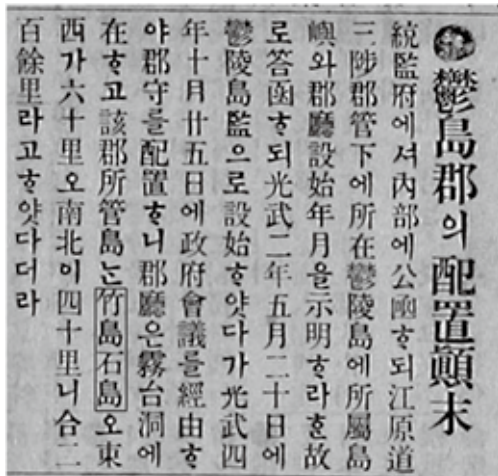 鬱島郡의 配置顚末
統監府에셔內部에公函ᄒᆞ되江原道
三陟郡管下에所在鬱陵島에所屬島
嶼와郡廳設始年月을示明ᄒᆞ라ᄒᆞᆫ故
로答函ᄒᆞ되光武二年五月二十日에
鬱陵島監으로設始ᄒᆞ얏다가光武四
年十月廿五日에政府會議를經由ᄒᆞ
야郡守를配置ᄒᆞ니郡廳은霧台洞에
在ᄒᆞ고該郡所管島ᄂᆞᆫ竹島石島오東
西가六十里오南北이四十里니合二
百餘里라고ᄒᆞ얏다더라